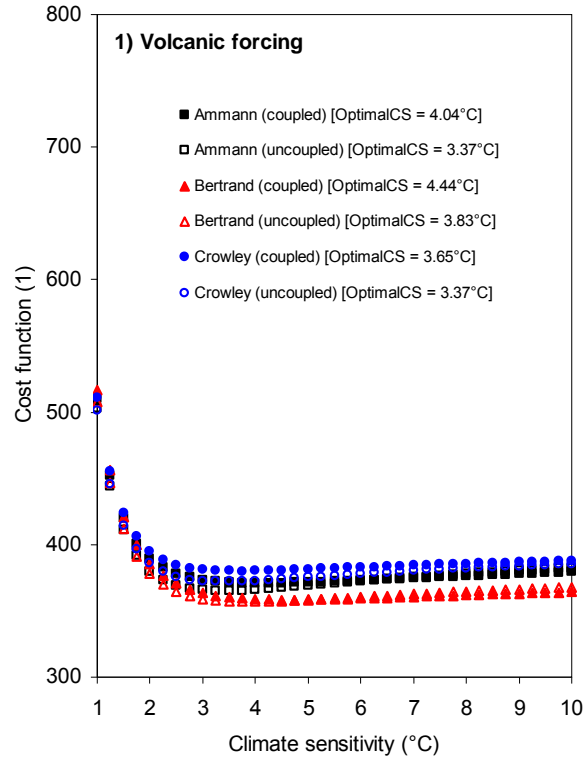 800
1) Volcanic forcing
Ammann (coupled) [OptimalCS = 4.04°C]
Ammann (uncoupled) [OptimalCS = 3.37°C]
700
Bertrand (coupled) [OptimalCS = 4.44°C]
Bertrand (uncoupled) [OptimalCS = 3.83°C]
Crowley (coupled) [OptimalCS = 3.65°C]
Crowley (uncoupled) [OptimalCS = 3.37°C]
600
Cost function (1)
500
400
300
1 2 3 4 5 6 7 8 9 10
Climate sensitivity (°C)